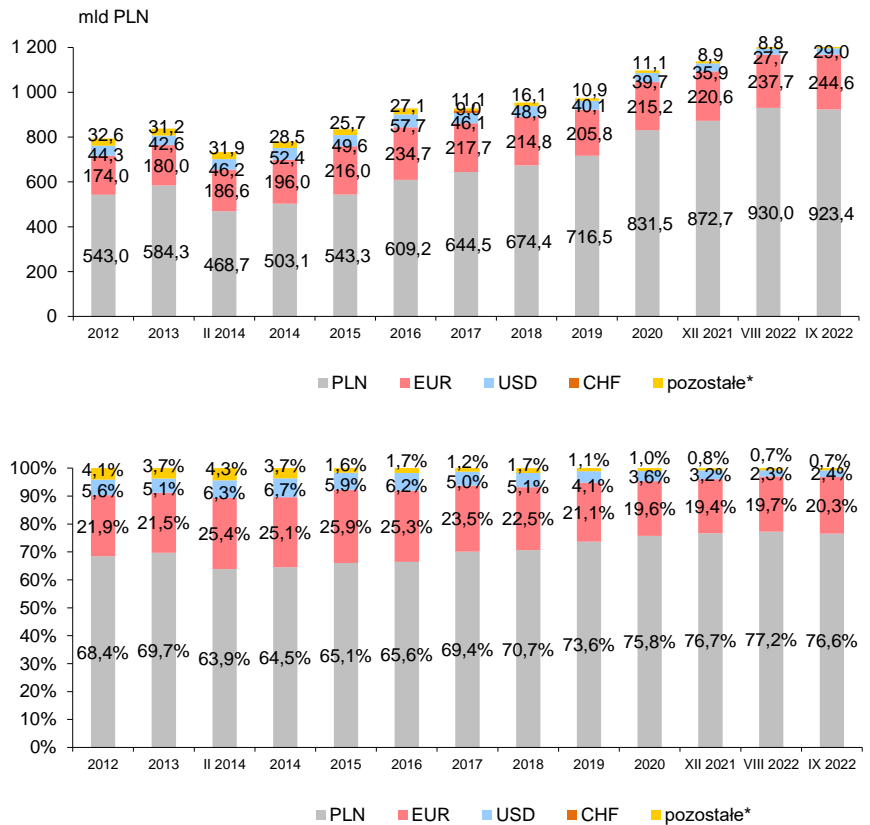 mld PLN
1 200
1 000
800
600
400
200
0
32,6 31,2 31,9 28,5 25,7 27,1 11,1 16,1 10,9 11,1 8,9 8,8
9,0
44,3 42,6 46,2 52,4 49,6 57,7 46,1 48,9 40,1 39,7 35,9 27,7 29,0
174,0 180,0 186,6 196,0 216,0 234,7 217,7 214,8 205,8 215,2 220,6 237,7 244,6
543,0 584,3 468,7 503,1 543,3 609,2 644,5 674,4 716,5 831,5 872,7 930,0 923,4
2012 2013 II 2014 2014 2015 2016 2017 2018 2019 2020 XII 2021 VIII 2022 IX 2022
PLN EUR USD CHF pozostałe*
100%
90%
80%
70%
60%
50%
40%
30%
20%
10%
0%
4,1% 3,7% 4,3% 3,7% 1,6% 1,7% 1,2% 1,7% 1,1% 1,0% 0,8% 0,7% 0,7%
5,6% 5,1% 6,3% 6,7% 5,9% 6,2% 5,0% 5,1% 4,1% 3,6% 3,2% 2,3% 2,4%
21,9% 21,5% 25,4% 25,1% 25,9% 25,3% 23,5% 22,5% 21,1% 19,6% 19,4% 19,7% 20,3%
68,4% 69,7% 63,9% 64,5% 65,1% 65,6% 69,4% 70,7% 73,6% 75,8% 76,7% 77,2% 76,6%
2012 2013 II 2014 2014 2015 2016 2017 2018 2019 2020 XII 2021 VIII 2022 IX 2022
PLN EUR USD CHF pozostałe*